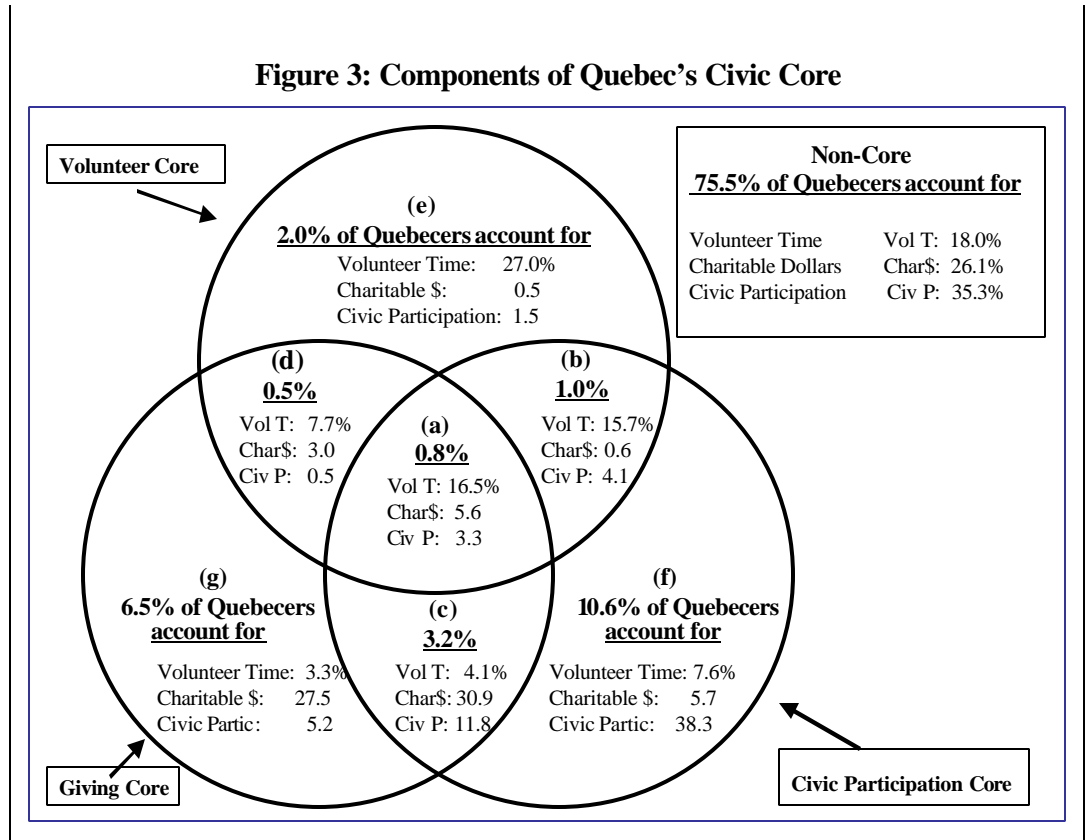 Figure 3: Components of Quebec's Civic Core
Volunteer Core
(e)
2.0% of Quebecers account for
Volunteer Time: 27.0%
Charitable $: 0.5
Civic Participation: 1.5
Non-Core
75.5% of Quebecers account for
Volunteer Time Vol T: 18.0%
Charitable Dollars Char$: 26.1%
Civic Participation Civ P: 35.3%
(d)
0.5%
Vol T: 7.7%
Char$: 3.0
Civ P: 0.5
(a)
0.8%
Vol T: 16.5%
Char$: 5.6
Civ P: 3.3
(b)
1.0%
Vol T: 15.7%
Char$: 0.6
Civ P: 4.1
(g)
6.5% of Quebecers
account for
Volunteer Time: 3.3%
Charitable $: 27.5
Civic Partic: 5.2
(c)
3.2%
Vol T: 4.1%
Char$: 30.9
Civ P: 11.8
(f)
10.6% of Quebecers
account for
Volunteer Time: 7.6%
Charitable $: 5.7
Civic Partic: 38.3
Giving Core
Civic Participation Core